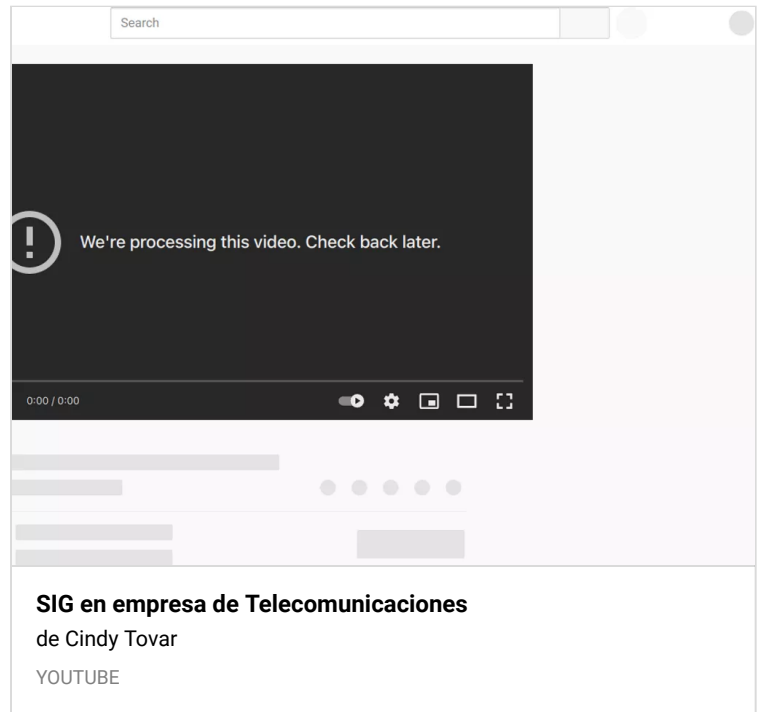 Search
We're processing this video. Check back later.
0:00 / 0:00
SIG en empresa de Telecomunicaciones
de Cindy Tovar
YOUTUBE